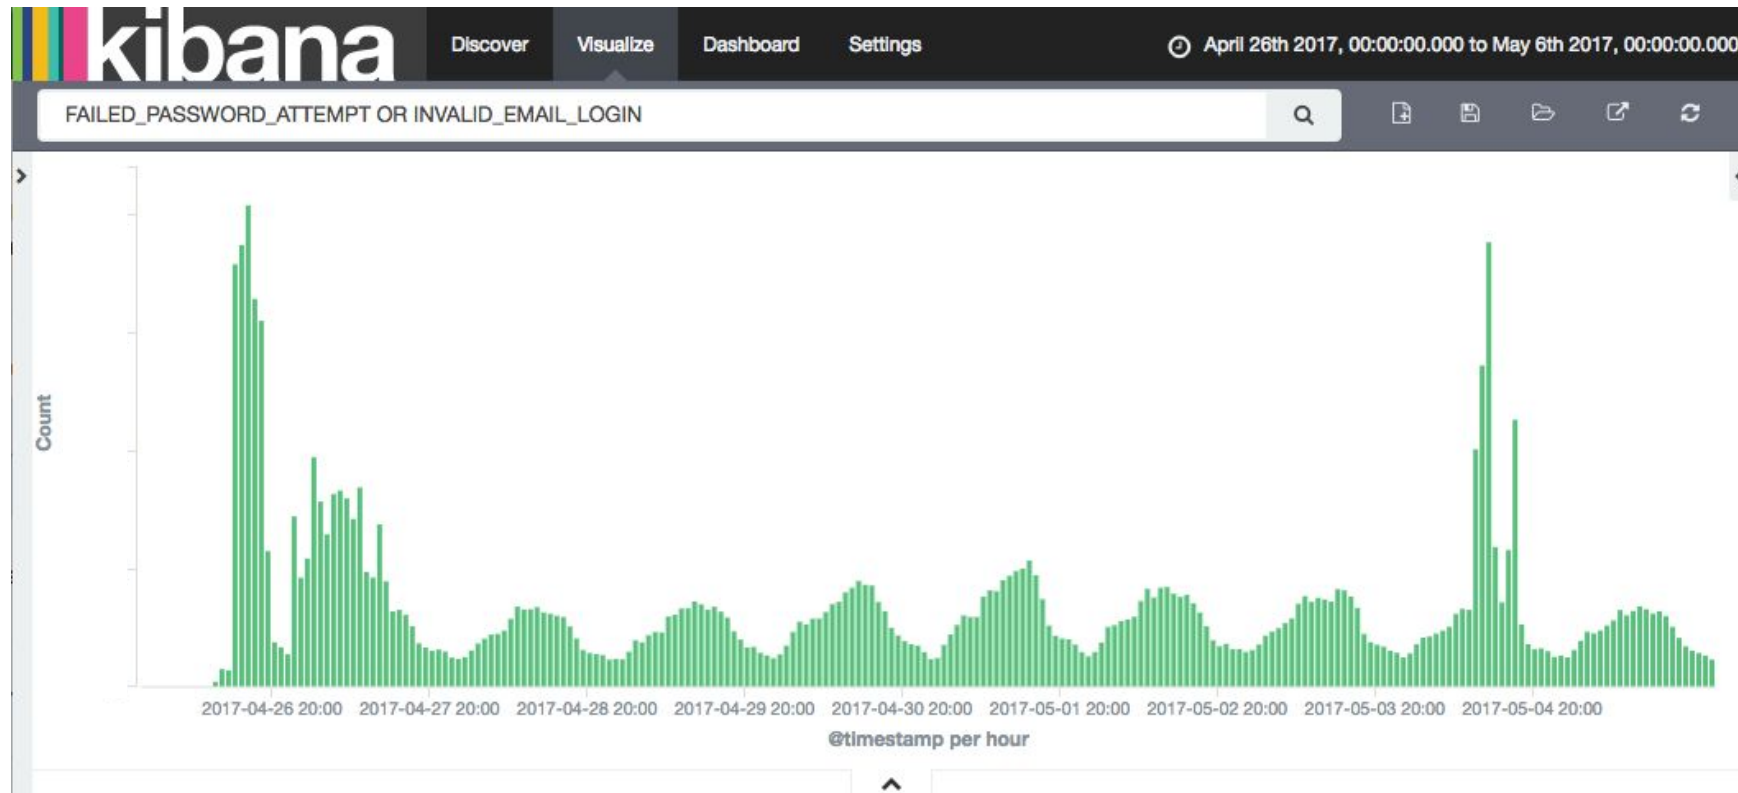 kibana
Discover Visualize Dashboard Settings April 26th 2017, 00:00:00.000 to May 6th 2017, 00:00:00.000
FAILED_PASSWORD_ATTEMPT OR INVALID_EMAIL_LOGIN
Count
2017-04-26 20:00 2017-04-27 20:00 2017-04-28 20:00 2017-04-29 20:00 2017-04-30 20:00 2017-05-01 20:00 2017-05-02 20:00 2017-05-03 20:00 2017-05-04 20:00
@timestamp per hour